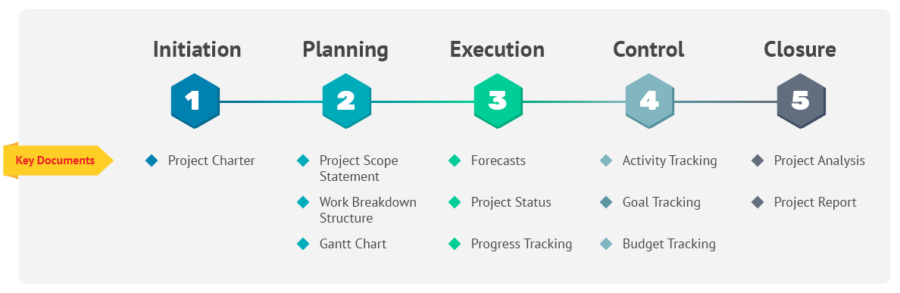 Initiation
Planning
Execution
Control
Closure
1
2
3
4
5
Key Documents
Project Charter
Project Scope
Statement
Work Breakdown
Structure
Gantt Chart
Forecasts
Project Status
Progress Tracking
Activity Tracking
Goal Tracking
Budget Tracking
Project Analysis
Project Report